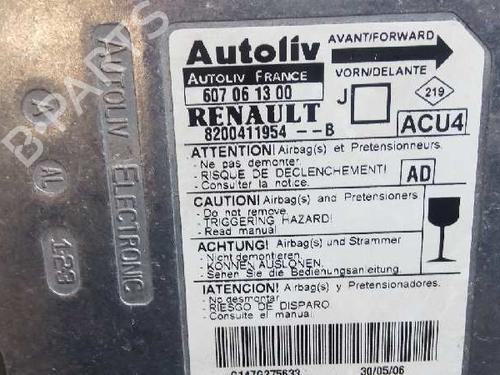 Autoliv
AVANT/FORWARD
AUTOLIV FRANCE
VORN/DELANTE
607 06 13 00
J
219
RENAULT
8200411954 --B
ACU4
ATTENTION! Airbag(s) et Pretensionneurs.
- Ne pas demonter.
- RISQUE DE DECLENCHEMENT!
- Consulter la notice.
AD
CAUTION! Airbag(s) and Pretensioners
- Do not remove.
- TRIGGERING HAZARD!
- Read manual
ACHTUNG! Airbag(s) und Strammer
- Nicht demontieren.
- KONNEN AUSLONEN.
- Sehen Sie die Bedienungsanleitung.
!ATENCION! Airbag(s) y Pretensionadores.
- No desmontar.
- RIESGO DE DISPARO.
- Consulte el manual.
30/05/06
AUTOLIV ELECTRONIC
AL
B-PARTS